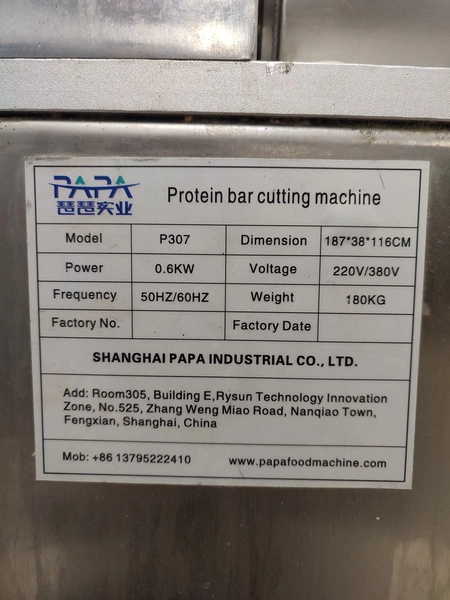 PAPA
琶琶实业
Protein bar cutting machine
Model P307 Dimension 187*38*116CM
Power 0.6KW Voltage 220V/380V
Frequency 50HZ/60HZ Weight 180KG
Factory No. Factory Date
SHANGHAI PAPA INDUSTRIAL CO., LTD.
Add: Room305, Building E,Rysun Technology Innovation
Zone, No.525, Zhang Weng Miao Road, Nanqiao Town,
Fengxian, Shanghai, China
Mob: +86 13795222410 www.papafoodmachine.com